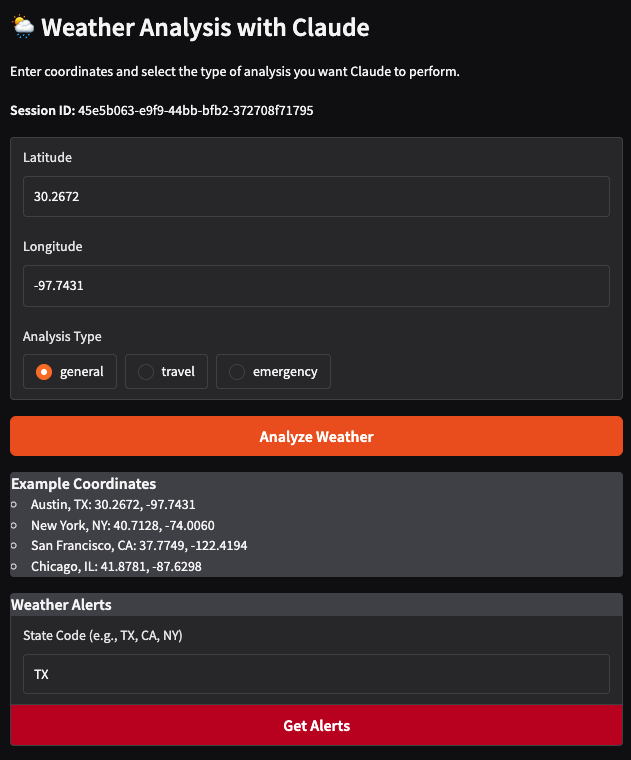 Weather Analysis with Claude
Enter coordinates and select the type of analysis you want Claude to perform.
Session ID: 45e5b063-e9f9-44bb-bfb2-372708f71795
Latitude
30.2672
Longitude
-97.7431
Analysis Type
general travel emergency
Analyze Weather
Example Coordinates
Austin, TX: 30.2672, -97.7431
New York, NY: 40.7128, -74.0060
San Francisco, CA: 37.7749, -122.4194
Chicago, IL: 41.8781, -87.6298
Weather Alerts
State Code (e.g., TX, CA, NY)
TX
Get Alerts